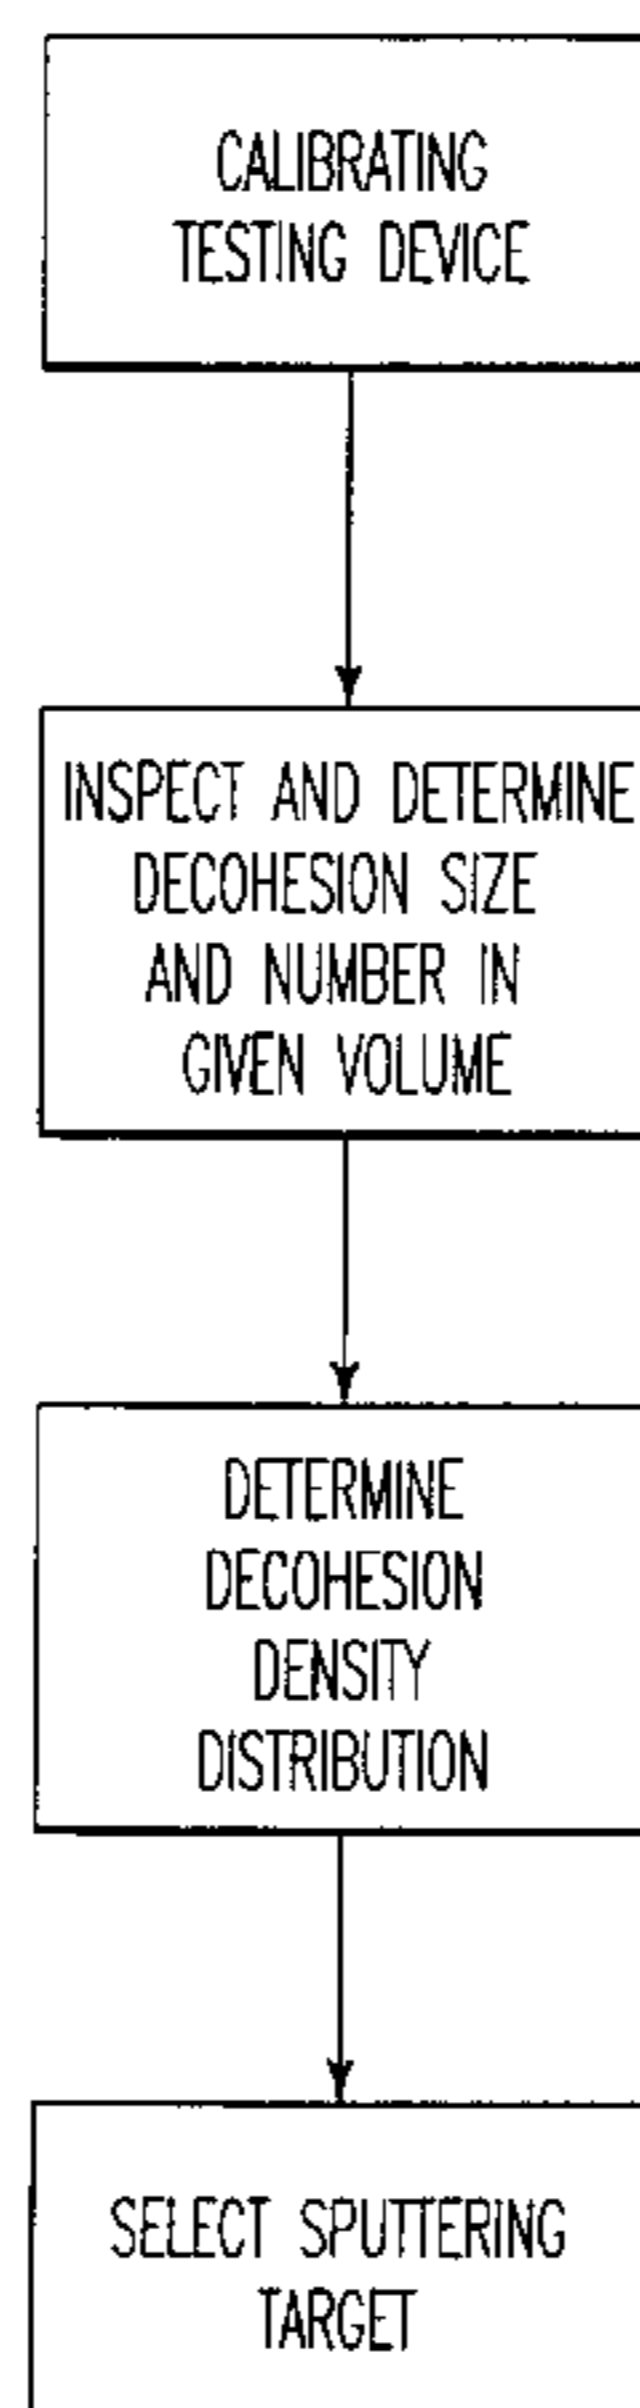 CALIBRATING
TESTING DEVICE
INSPECT AND DETERMINE
DECOHESION SIZE
AND NUMBER IN
GIVEN VOLUME
DETERMINE
DECOHESION
DENSITY
DISTRIBUTION
SELECT SPUTTERING
TARGET